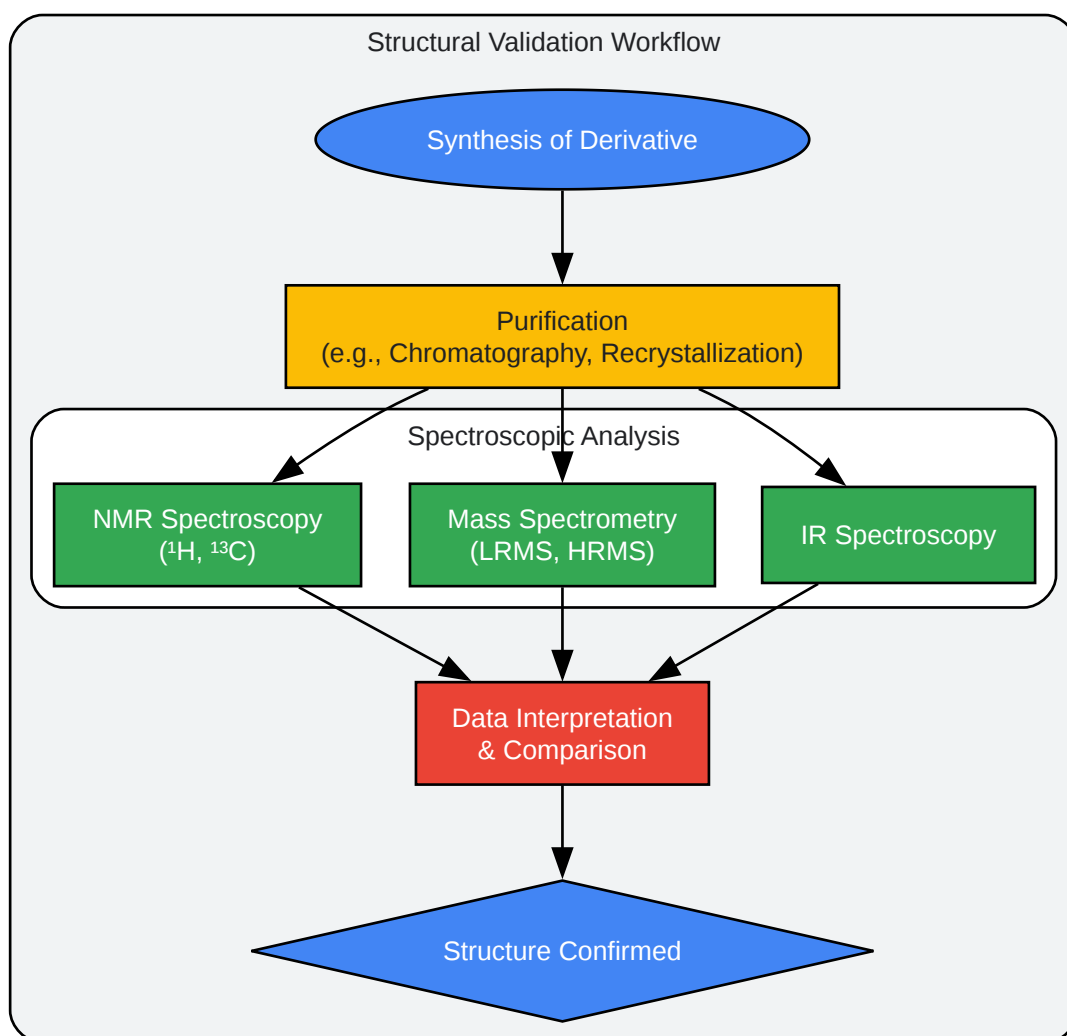 Structural Validation Workflow
Synthesis of Derivative
Purification
(e.g., Chromatography, Recrystallization)
Spectroscopic Analysis
NMR Spectroscopy
(¹H, ¹³C)
Mass Spectrometry
(LRMS, HRMS)
IR Spectroscopy
Data Interpretation
& Comparison
Structure Confirmed